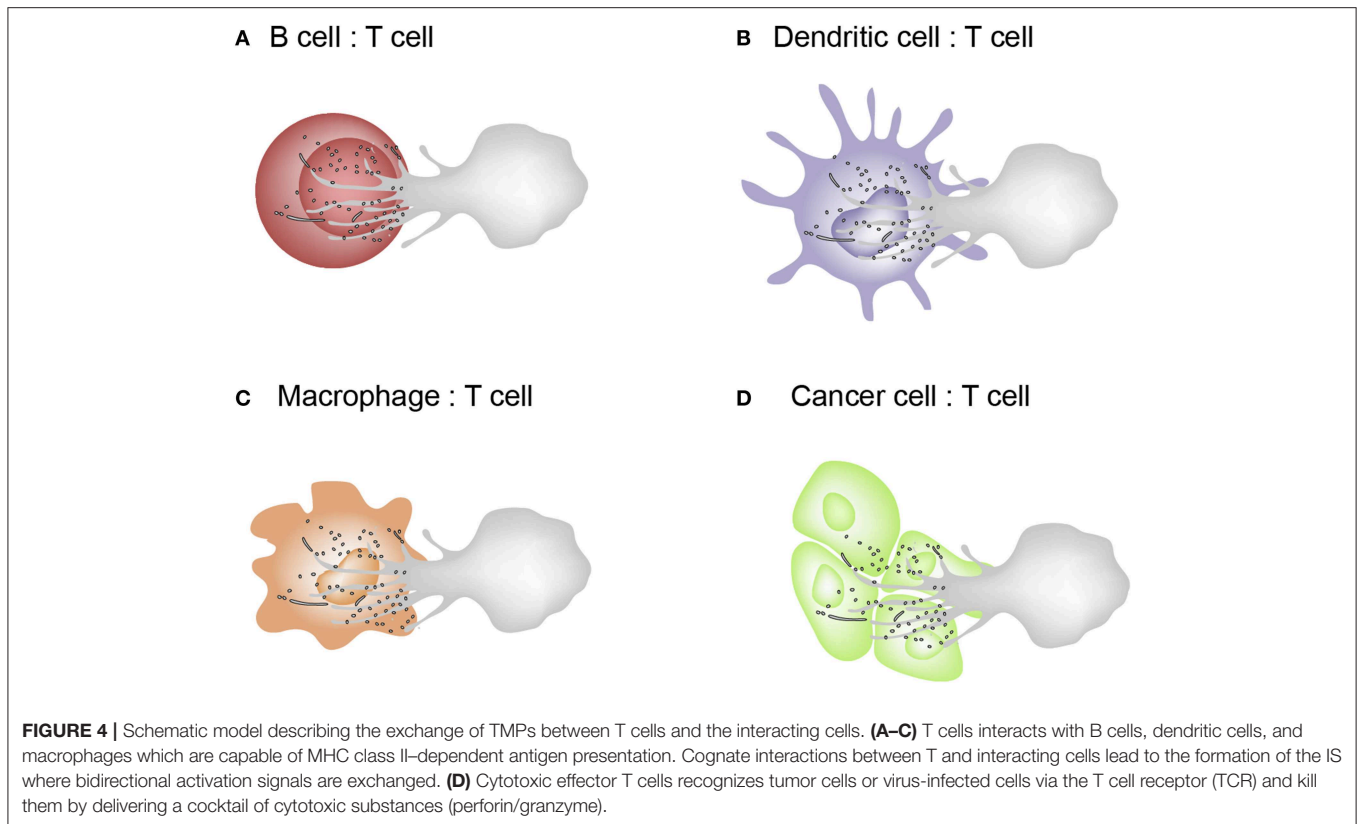 A B cell : T cell
B Dendritic cell : T cell
C Macrophage : T cell
D Cancer cell : T cell
FIGURE 4 | Schematic model describing the exchange of TMPs between T cells and the interacting cells. (A–C) T cells interacts with B cells, dendritic cells, and
macrophages which are capable of MHC class II–dependent antigen presentation. Cognate interactions between T and interacting cells lead to the formation of the IS
where bidirectional activation signals are exchanged. (D) Cytotoxic effector T cells recognizes tumor cells or virus-infected cells via the T cell receptor (TCR) and kill
them by delivering a cocktail of cytotoxic substances (perforin/granzyme).